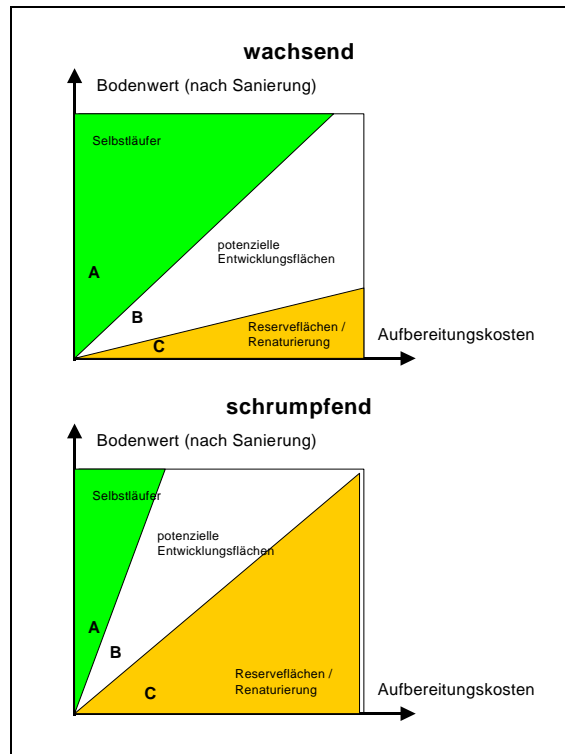 wachsend
Bodenwert (nach Sanierung)
Selbstläufer
A
potenzielle
Entwicklungsflächen
B
Reserveflächen /
Renaturierung
C
Aufbereitungskosten
schrumpfend
Bodenwert (nach Sanierung)
Selbstläufer
potenzielle
Entwicklungsflächen
A
B
Reserveflächen /
Renaturierung
C
Aufbereitungskosten